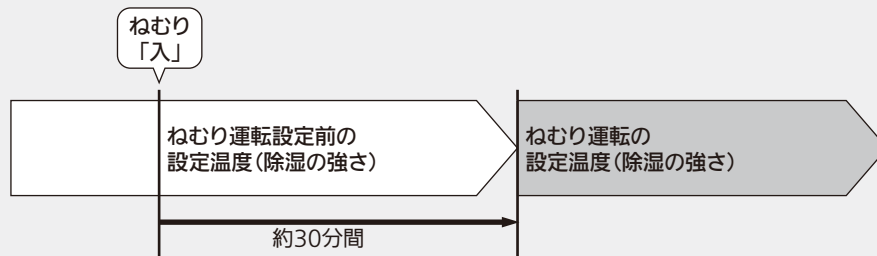 ねむり
「入」
ねむり運転設定前の
設定温度(除湿の強さ)
ねむり運転の
設定温度(除湿の強さ)
約30分間